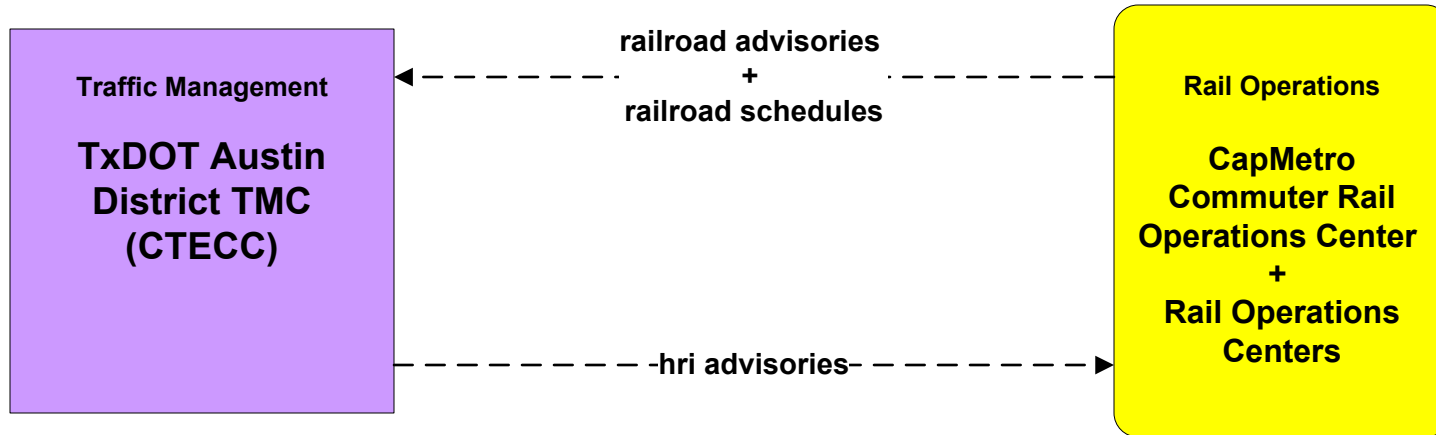 Traffic Management
TxDOT Austin
District TMC
(CTECC)
railroad advisories
+
railroad schedules
hri advisories
Rail Operations
CapMetro
Commuter Rail
Operations Center
+
Rail Operations
Centers